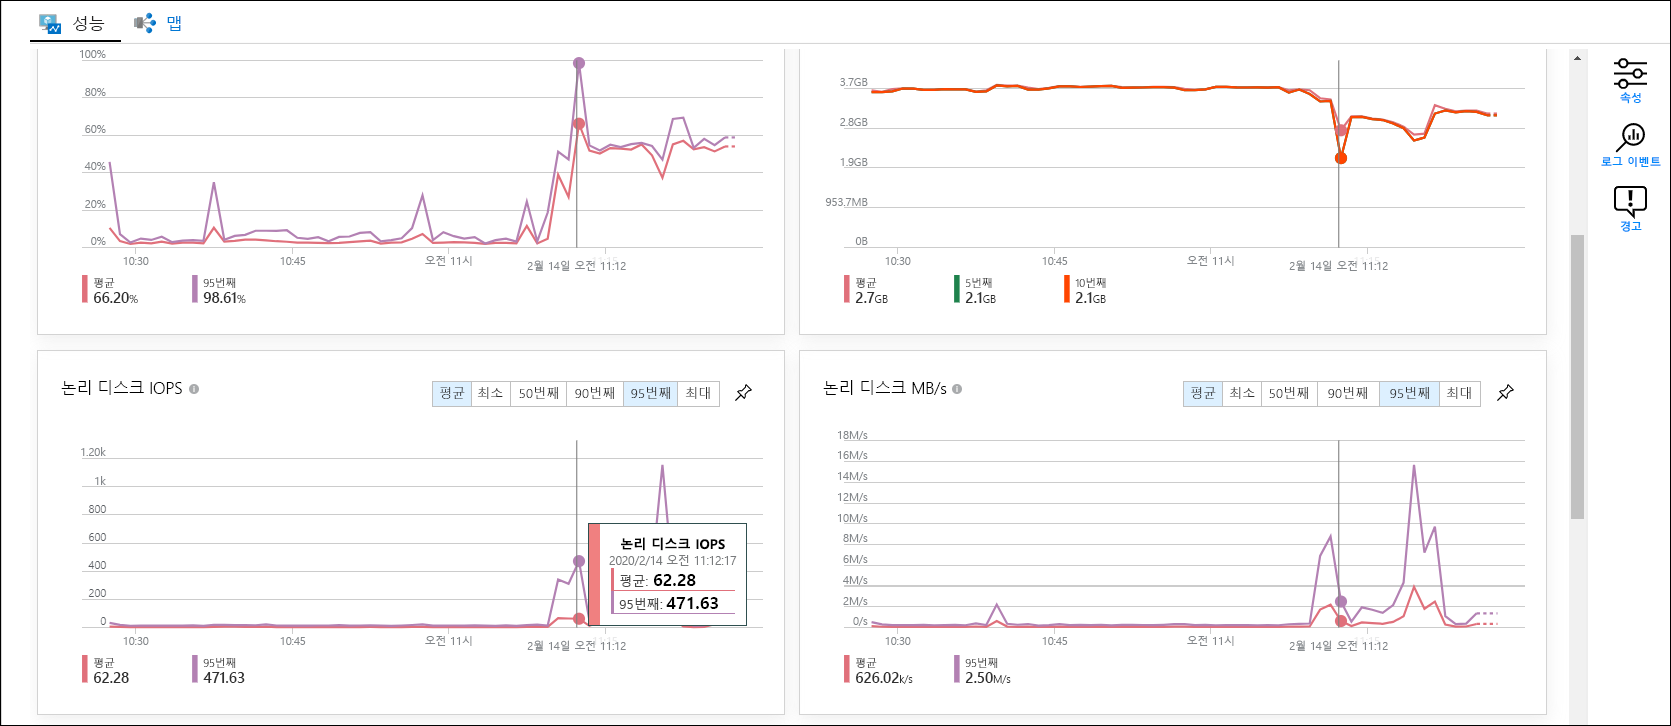 성능
맵
100%
80%
60%
40%
20%
0%
10:30
10:45
오전 11시
2월 14일 오전 11:12
평균
66.20%
95번째
98.61%
3.7GB
2.8GB
1.9GB
953.7MB
0B
10:30
10:45
오전 11시
2월 14일 오전 11:12
평균
2.7GB
5번째
2.1GB
10번째
2.1GB
속성
로그 이벤트
경고
논리 디스크 IOPS
평균 최소 50번째 90번째 95번째 최대
1.20k
1k
800
600
400
200
0
논리 디스크 IOPS
2020/2/14 오전 11:12:17
평균: 62.28
95번째: 471.63
10:30
10:45
오전 11시
2월 14일 오전 11:12
평균
62.28
95번째
471.63
논리 디스크 MB/s
평균 최소 50번째 90번째 95번째 최대
18M/s
16M/s
14M/s
12M/s
10M/s
8M/s
6M/s
4M/s
2M/s
0/s
10:30
10:45
오전 11시
2월 14일 오전 11:12
평균
626.02k/s
95번째
2.50M/s